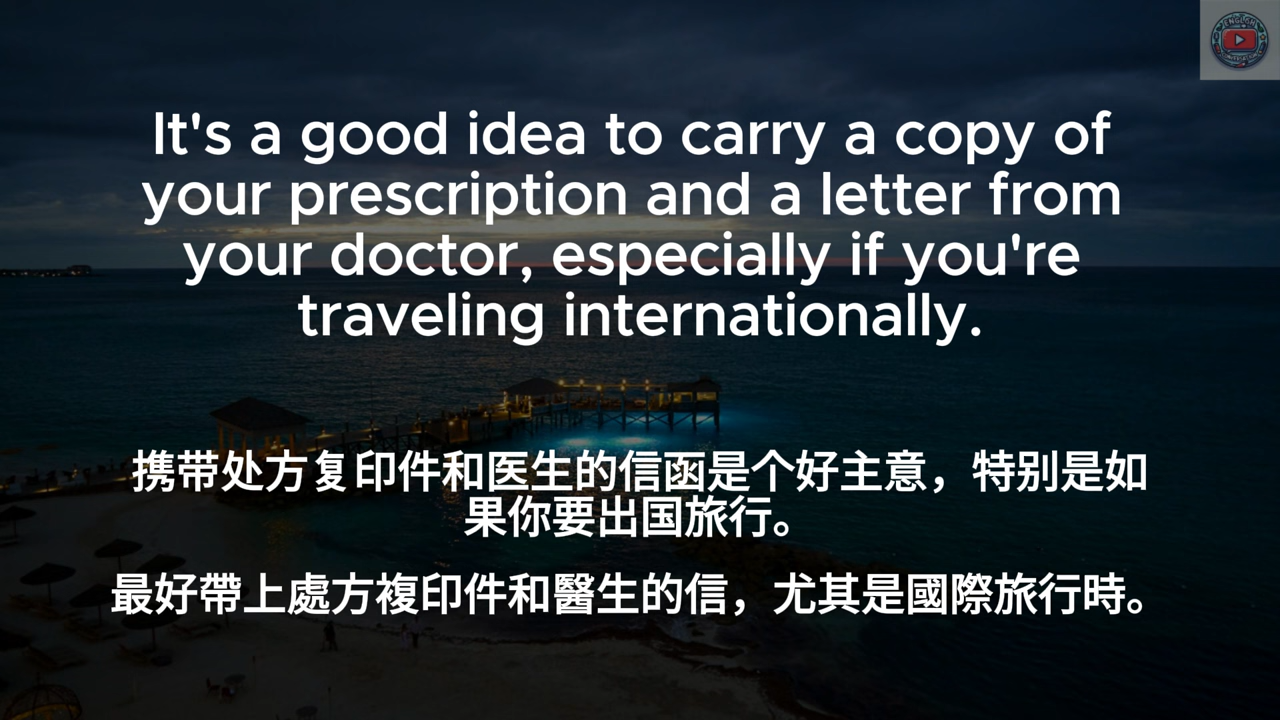 ENGLISH
CONVERSATION
It's a good idea to carry a copy of
your prescription and a letter from
your doctor, especially if you're
traveling internationally.
携带处方复印件和医生的信函是个好主意，特别是如
果你要出国旅行。
最好帶上處方複印件和醫生的信，尤其是國際旅行時。